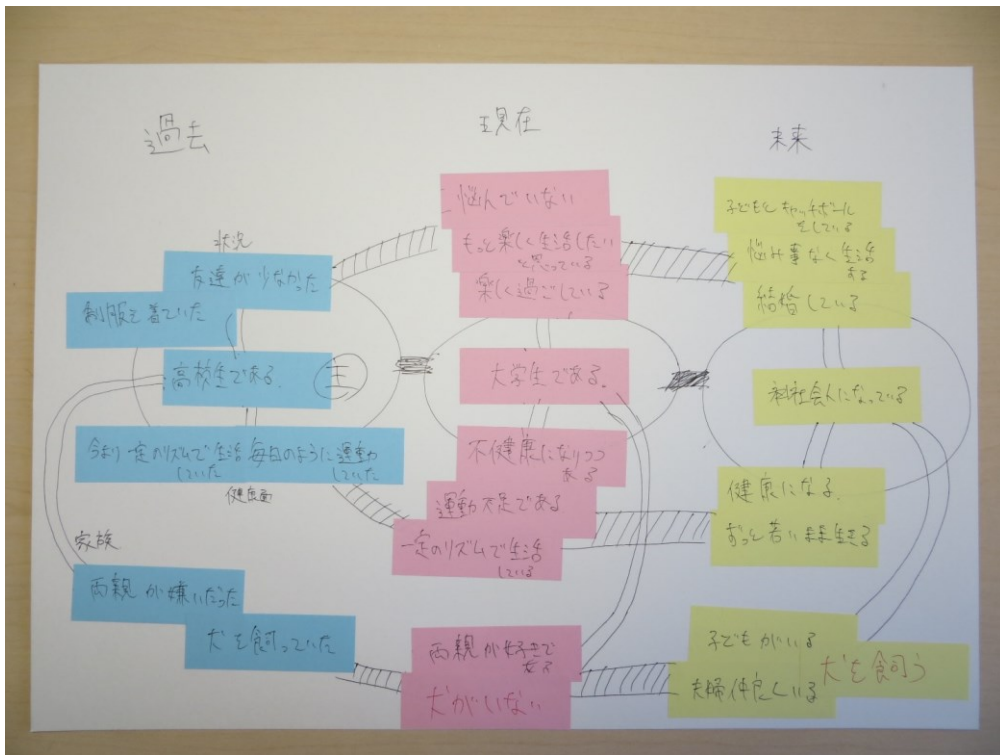 過去
現在
未来
状況
友達が少なかった
制服を着ていた
高校生である。
王
今より一定のリズムで生活
していた
毎日のように運動
していた
健康面
家族
両親が嫌いだった
犬を飼っていた
悩んでいない
もっと楽しく生活したい
と思っている
楽しく過ごしている
大学生である。
不健康になりつつ
ある
運動不足である
一定のリズムで生活
している
両親が好きで
ある
犬がいない
子どもとキャッチボール
をしている
悩み事なく生活
ある
結婚している
社会人になっている
健康になる。
ずっと若い
生きる
子どもがいる
夫婦仲良くいる
犬を飼う